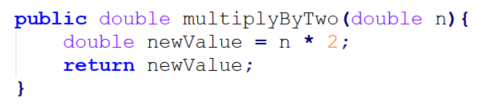 public double multiplyByTwo(double n){
    double newValue = n * 2;
    return newValue;
}